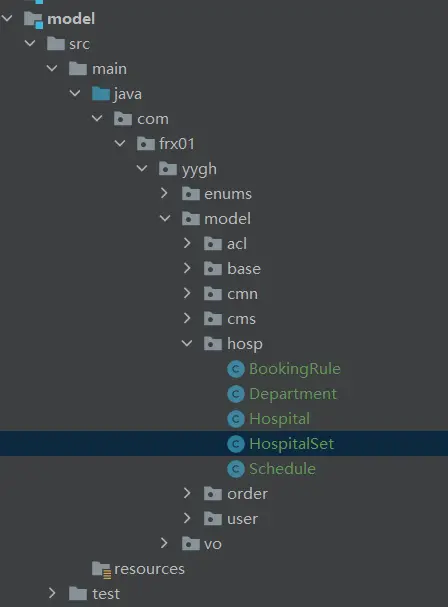 model
src
main
java
com
frx01
yygh
enums
model
acl
base
cmn
cms
hosp
BookingRule
Department
Hospital
HospitalSet
Schedule
order
user
vo
resources
test